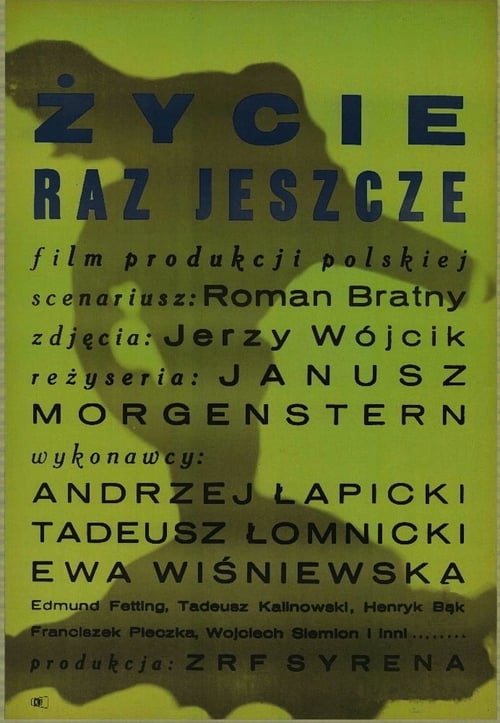 ŻYCIE
RAZ JESZCZE
film produkcji polskiej
scenariusz: Roman Bratny
zdjęcia: Jerzy Wójcik
reżyseria: JANUSZ
MORGENSTERN
wykonawcy:
ANDRZEJ ŁAPICKI
TADEUSZ ŁOMNICKI
EWA WIŚNIEWSKA
Edmund Fetting, Tadeusz Kalinowski, Henryk Bąk
Franciszek Pieczka, Wojciech Siemion i inni ........
produkcja: ZRF SYRENA